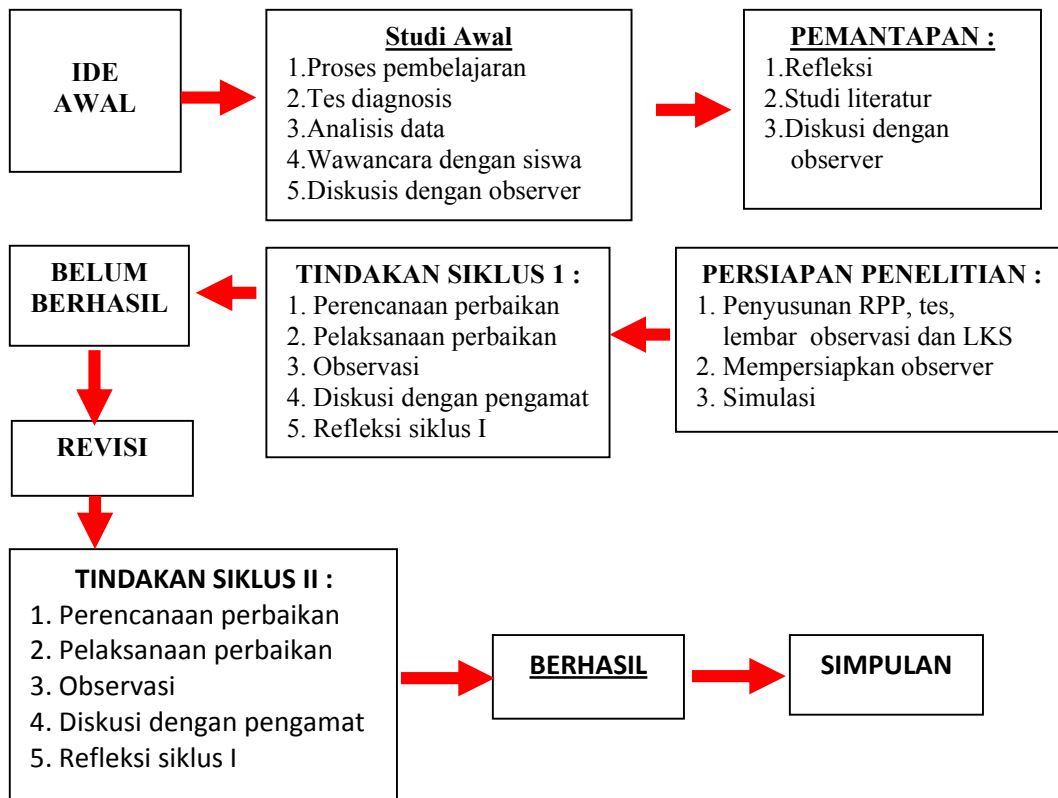 IDE
AWAL
Studi Awal
1.Proses pembelajaran
2.Tes diagnosis
3.Analisis data
4.Wawancara dengan siswa
5.Diskusis dengan observer
PEMANTAPAN :
1.Refleksi
2.Studi literatur
3.Diskusi dengan
observer
PERSIAPAN PENELITIAN :
1. Penyusunan RPP, tes,
lembar observasi dan LKS
2. Mempersiapkan observer
3. Simulasi
TINDAKAN SIKLUS 1 :
1. Perencanaan perbaikan
2. Pelaksanaan perbaikan
3. Observasi
4. Diskusi dengan pengamat
5. Refleksi siklus I
BELUM
BERHASIL
REVISI
TINDAKAN SIKLUS II :
1. Perencanaan perbaikan
2. Pelaksanaan perbaikan
3. Observasi
4. Diskusi dengan pengamat
5. Refleksi siklus I
BERHASIL
SIMPULAN